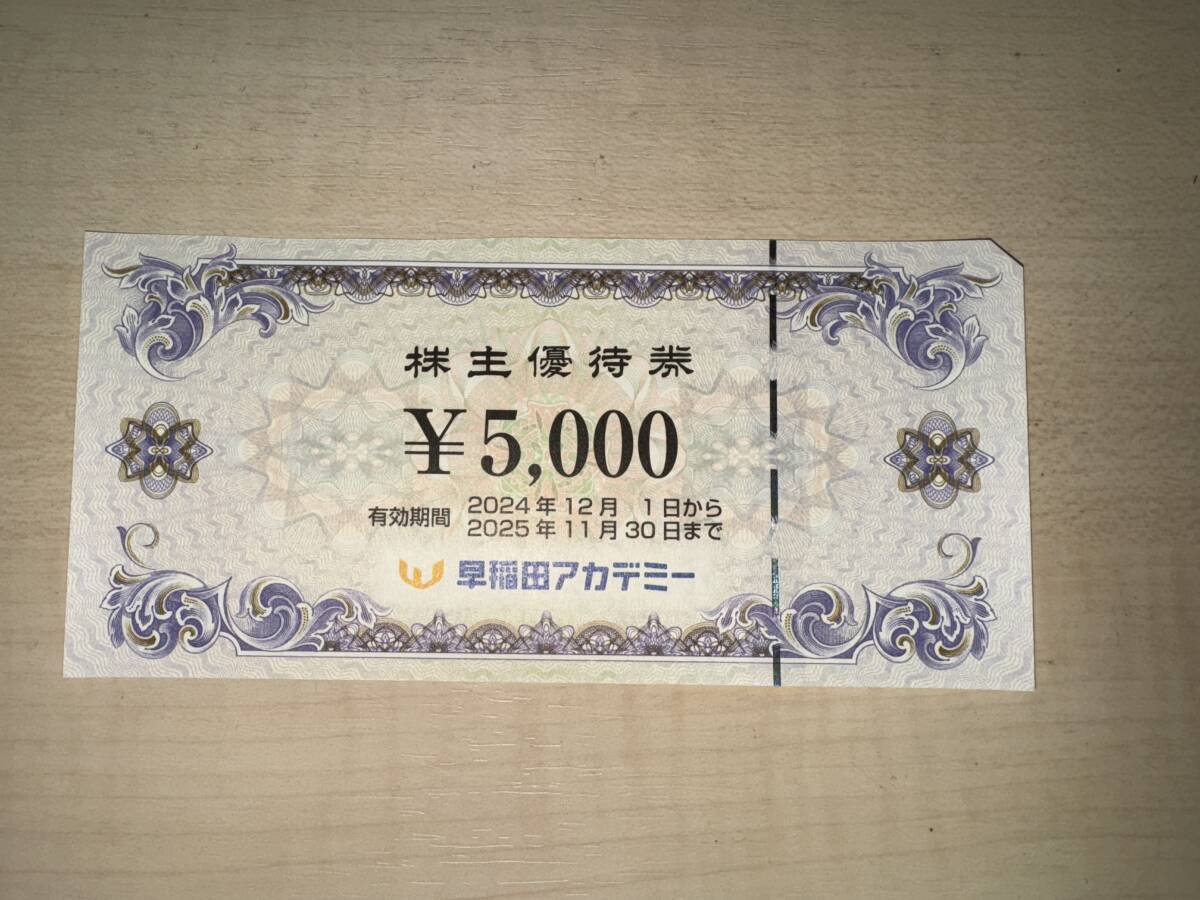 株主優待券
¥5,000
有効期間 2024年12月 1日から
2025年11月30日まで
早稲田アカデミー